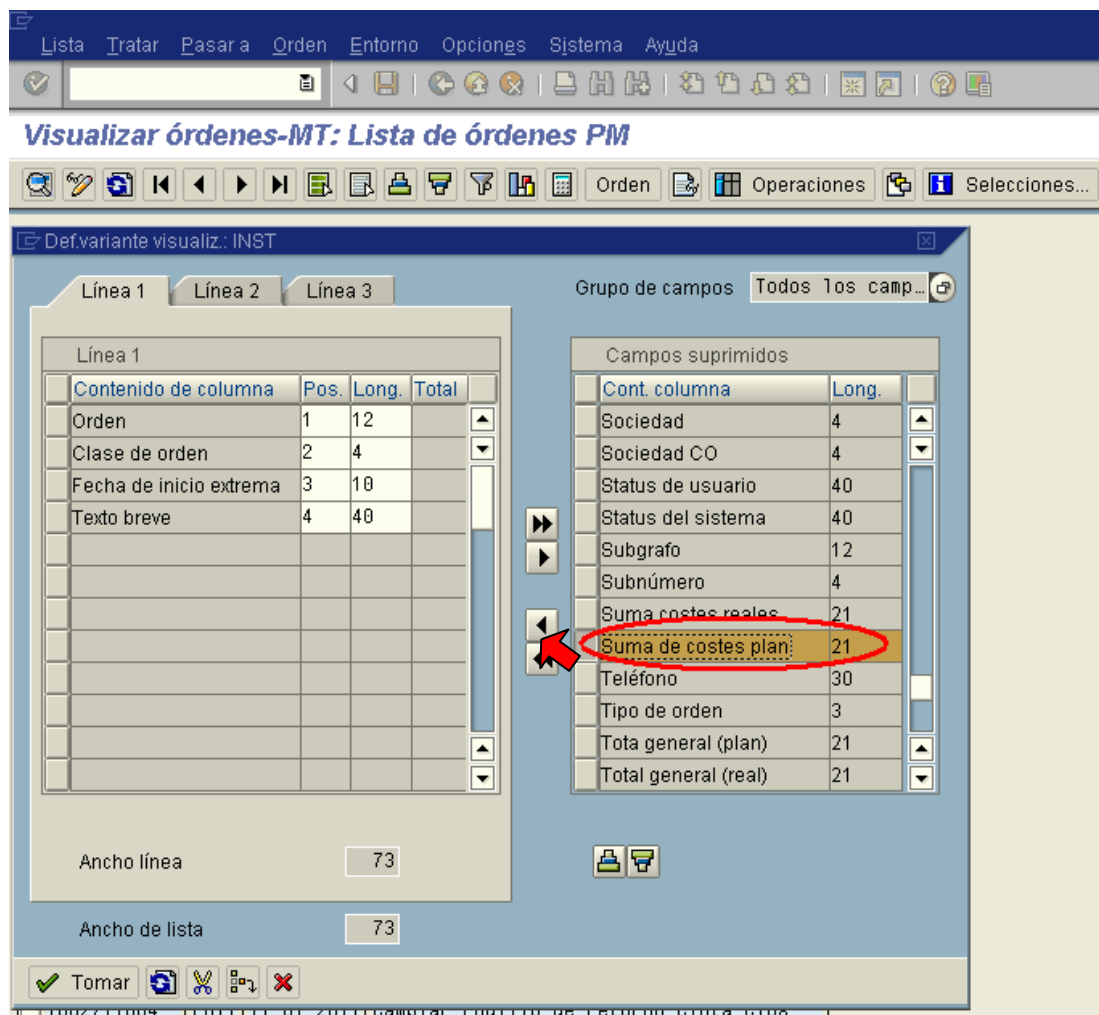 Lista Tratar Pasar a Orden Entorno Opciones Sistema Ayuda
Visualizar órdenes-MT: Lista de órdenes PM
Orden Operaciones Selecciones...
Def.variante visualiz.: INST
Línea 1 Línea 2 Línea 3
Grupo de campos Todos los camp...
Línea 1
Contenido de columna Pos. Long. Total
Orden 1 12
Clase de orden 2 4
Fecha de inicio extrema 3 10
Texto breve 4 40
Campos suprimidos
Cont. columna Long.
Sociedad 4
Sociedad CO 4
Status de usuario 40
Status del sistema 40
Subgrafo 12
Subnúmero 4
Suma costes reales 21
Suma de costes plan 21
Teléfono 30
Tipo de orden 3
Tota general (plan) 21
Total general (real) 21
Ancho línea 73
Ancho de lista 73
Tomar